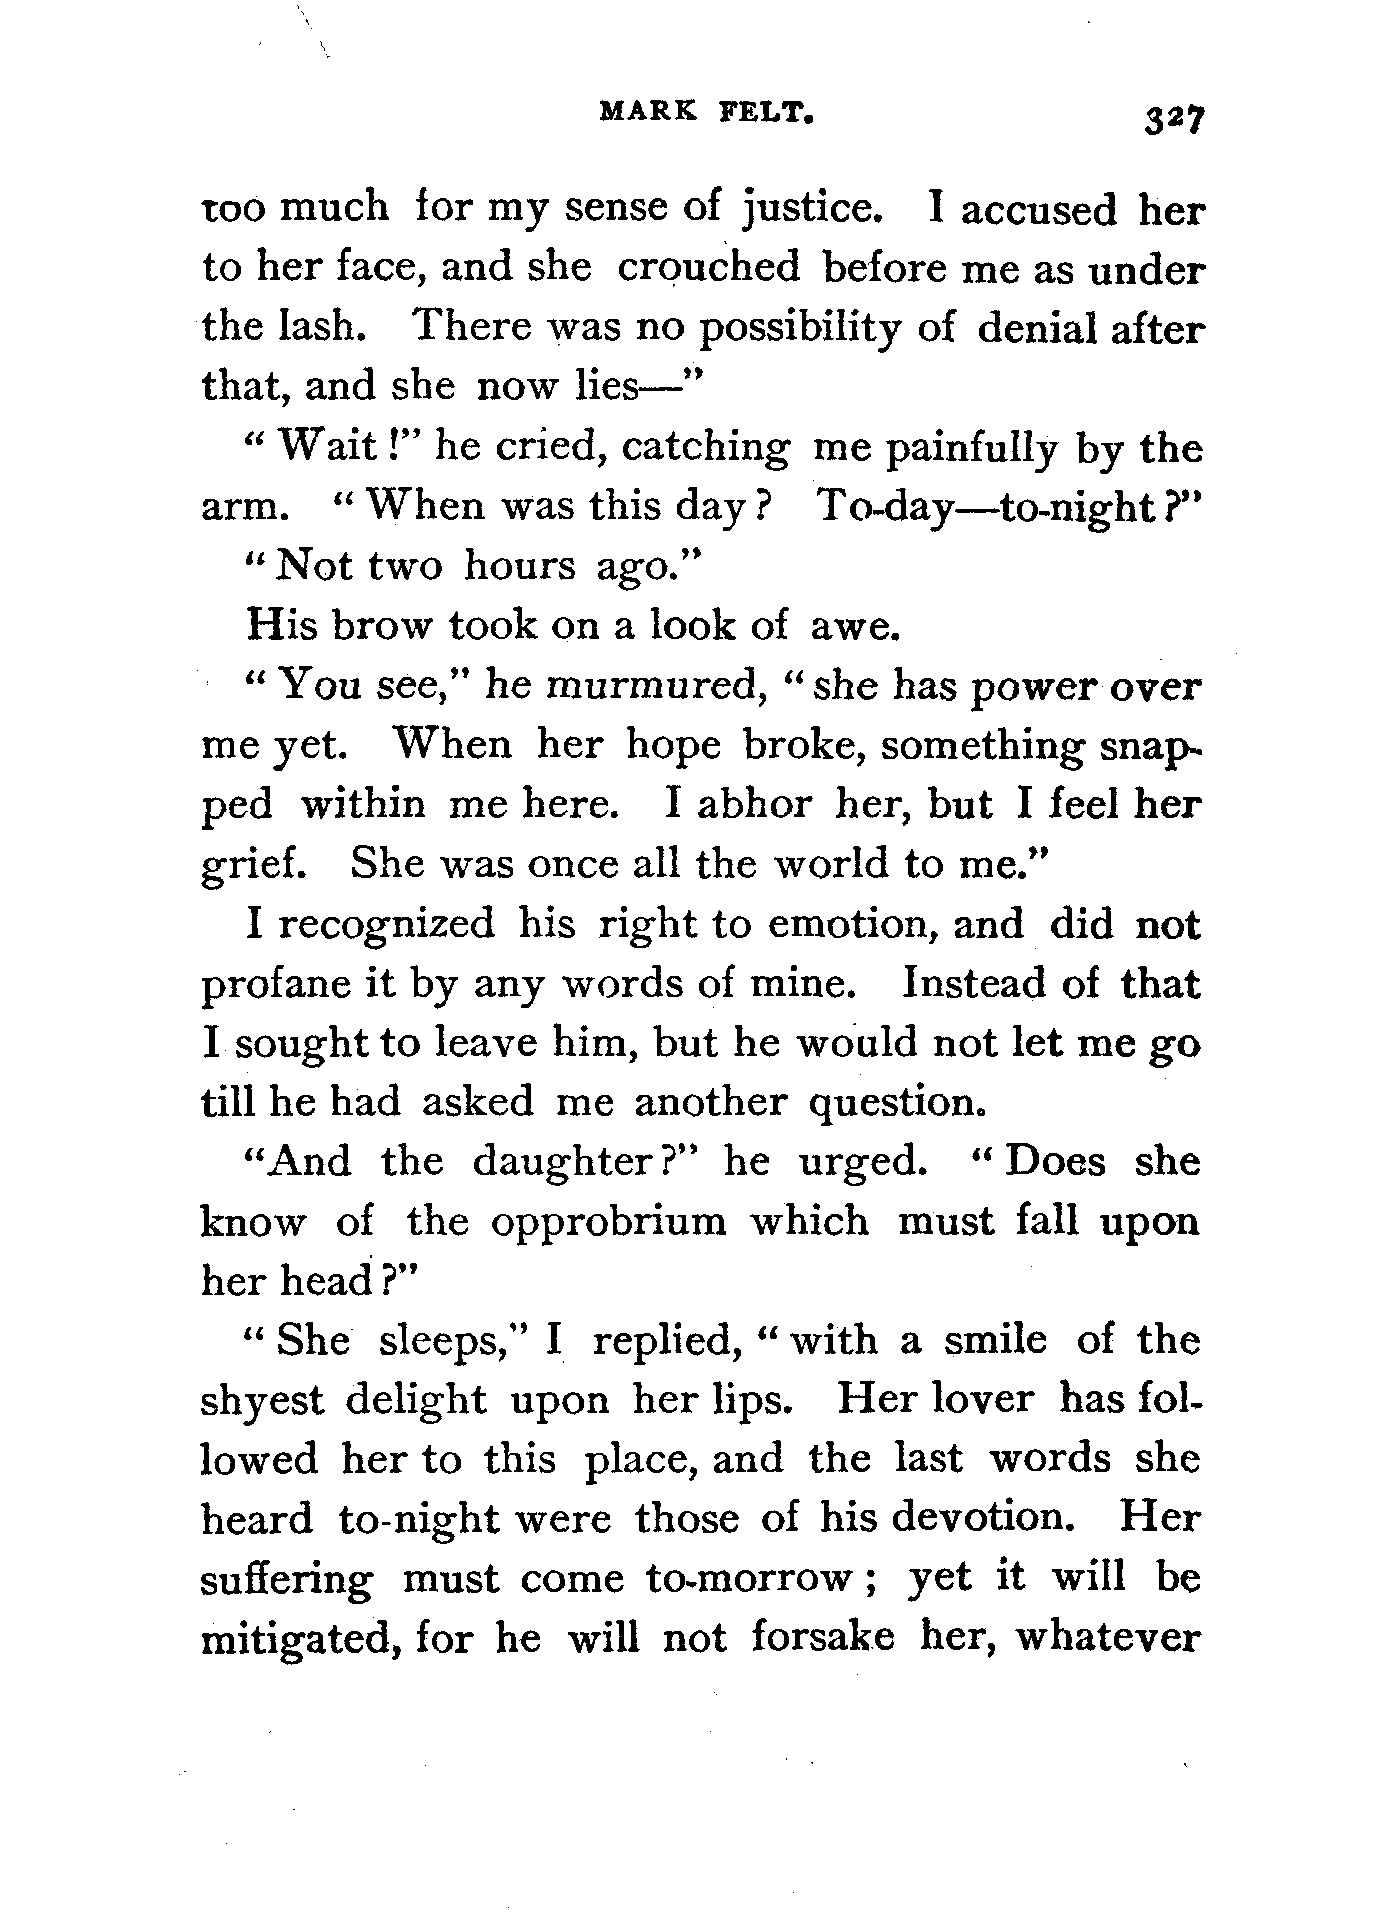 MARK FELT. 327
too much for my sense of justice. I accused her
to her face, and she crouched before me as under
the lash. There was no possibility of denial after
that, and she now lies—"
" Wait !" he cried, catching me painfully by the
arm. " When was this day ? To-day—to-night ?"
" Not two hours ago."
His brow took on a look of awe.
" You see," he murmured, " she has power over
me yet. When her hope broke, something snap-
ped within me here. I abhor her, but I feel her
grief. She was once all the world to me."
I recognized his right to emotion, and did not
profane it by any words of mine. Instead of that
I sought to leave him, but he would not let me go
till he had asked me another question.
"And the daughter ?" he urged. " Does she
know of the opprobrium which must fall upon
her head ?"
" She sleeps," I replied, " with a smile of the
shyest delight upon her lips. Her lover has fol-
lowed her to this place, and the last words she
heard to-night were those of his devotion. Her
suffering must come to-morrow ; yet it will be
mitigated, for he will not forsake her, whatever